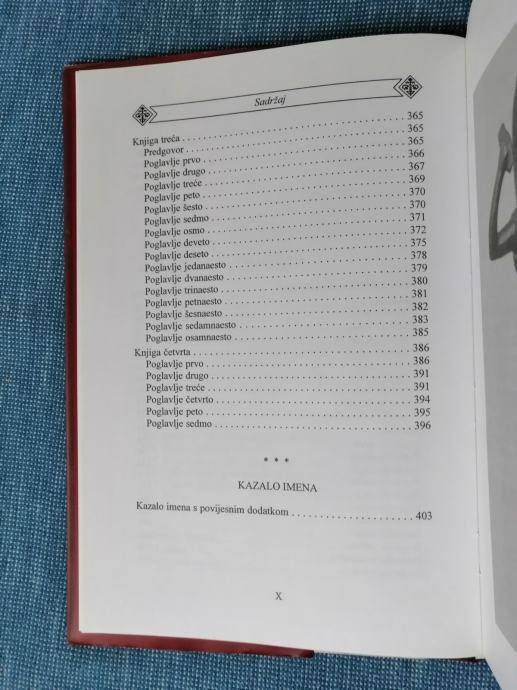 Sadržaj
Knjiga treća . . . . . . . . . . . . . . . . . . . . . . . . . . . . 365
Predgovor . . . . . . . . . . . . . . . . . . . . . . . . . . . . 365
Poglavlje prvo . . . . . . . . . . . . . . . . . . . . . . . . . . 365
Poglavlje drugo . . . . . . . . . . . . . . . . . . . . . . . . . . 366
Poglavlje treće . . . . . . . . . . . . . . . . . . . . . . . . . . 367
Poglavlje peto . . . . . . . . . . . . . . . . . . . . . . . . . . 369
Poglavlje šesto . . . . . . . . . . . . . . . . . . . . . . . . . . 370
Poglavlje sedmo . . . . . . . . . . . . . . . . . . . . . . . . . . 370
Poglavlje osmo . . . . . . . . . . . . . . . . . . . . . . . . . . 371
Poglavlje deveto . . . . . . . . . . . . . . . . . . . . . . . . . 372
Poglavlje deseto . . . . . . . . . . . . . . . . . . . . . . . . . 375
Poglavlje jedanaesto . . . . . . . . . . . . . . . . . . . . . . . 378
Poglavlje dvanaesto . . . . . . . . . . . . . . . . . . . . . . . 379
Poglavlje trinaesto . . . . . . . . . . . . . . . . . . . . . . . 380
Poglavlje petnaesto . . . . . . . . . . . . . . . . . . . . . . . 381
Poglavlje šesnaesto . . . . . . . . . . . . . . . . . . . . . . . 382
Poglavlje sedamnaesto . . . . . . . . . . . . . . . . . . . . . . 383
Poglavlje osamnaesto . . . . . . . . . . . . . . . . . . . . . . . 385
Knjiga četvrta . . . . . . . . . . . . . . . . . . . . . . . . . . 386
Poglavlje prvo . . . . . . . . . . . . . . . . . . . . . . . . . . 386
Poglavlje drugo . . . . . . . . . . . . . . . . . . . . . . . . . . 391
Poglavlje treće . . . . . . . . . . . . . . . . . . . . . . . . . . 391
Poglavlje četvrto . . . . . . . . . . . . . . . . . . . . . . . . . 394
Poglavlje peto . . . . . . . . . . . . . . . . . . . . . . . . . . 395
Poglavlje sedmo . . . . . . . . . . . . . . . . . . . . . . . . . . 396
* * *
KAZALO IMENA
Kazalo imena s povijesnim dodatkom . . . . . . . . . . . . . . . . 403
X